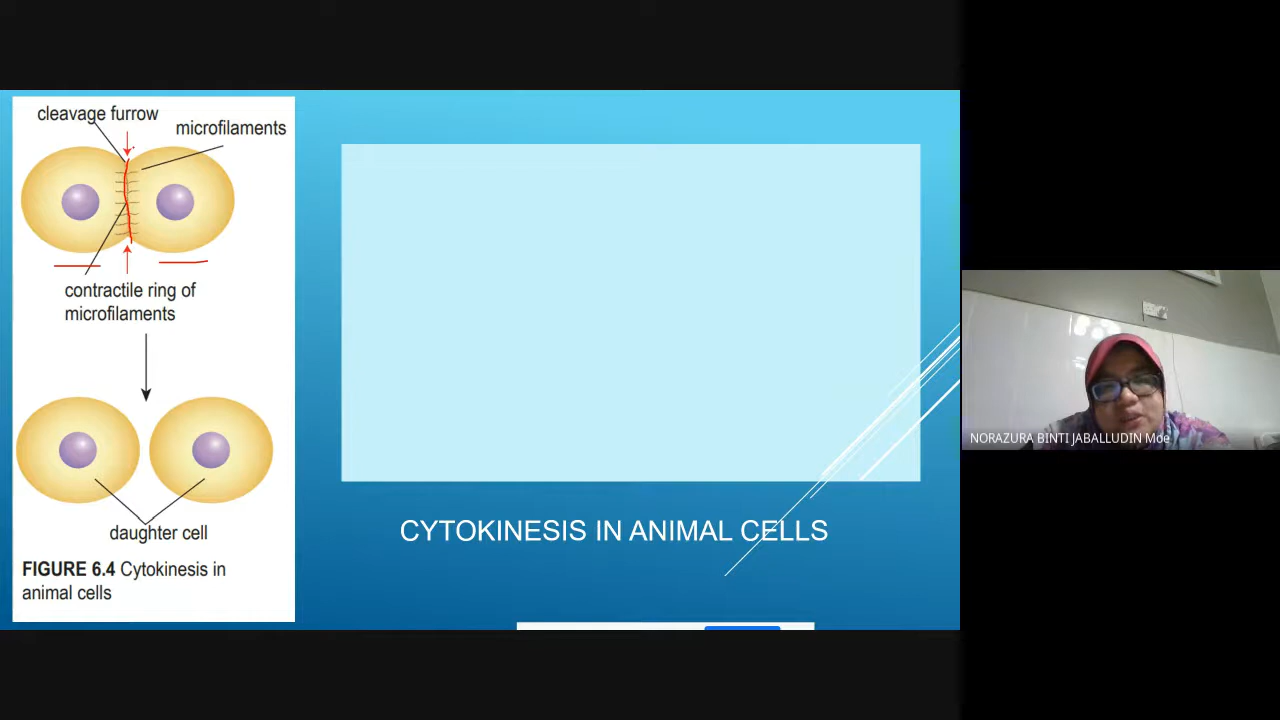 cleavage furrow
microfilaments
contractile ring of
microfilaments
daughter cell
FIGURE 6.4 Cytokinesis in
animal cells
CYTOKINESIS IN ANIMAL CELLS
NORAZURA BINTI JABALLUDIN Moe